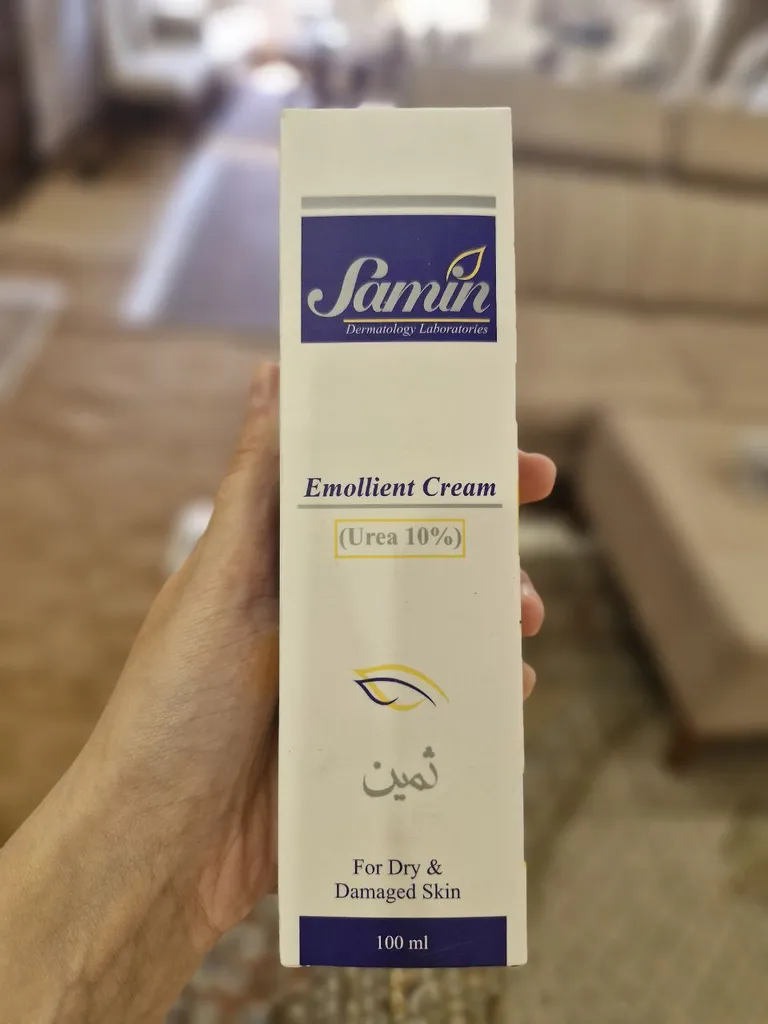 Samin
Dermatology Laboratories
Emollient Cream
(Urea 10%)
ثمین
For Dry &
Damaged Skin
100 ml